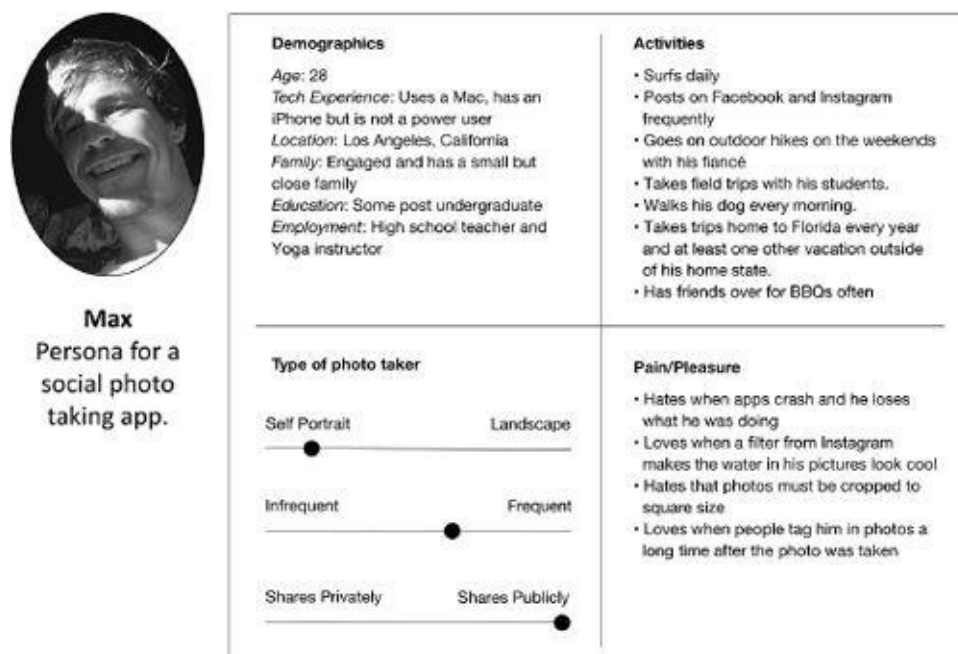 Max
Persona for a
social photo
taking app.
Demographics
Age: 28
Tech Experience: Uses a Mac, has an
iPhone but is not a power user
Location: Los Angeles, California
Family: Engaged and has a small but
close family
Education: Some post undergraduate
Employment: High school teacher and
Yoga instructor
Activities
• Surfs daily
• Posts on Facebook and Instagram
frequently
• Goes on outdoor hikes on the weekends
with his fiancé
• Takes field trips with his students.
• Walks his dog every morning.
• Takes trips home to Florida every year
and at least one other vacation outside
of his home state.
• Has friends over for BBQs often
Type of photo taker
Self Portrait Landscape
Infrequent Frequent
Shares Privately Shares Publicly
Pain/Pleasure
• Hates when apps crash and he loses
what he was doing
• Loves when a filter from Instagram
makes the water in his pictures look cool
• Hates that photos must be cropped to
square size
• Loves when people tag him in photos a
long time after the photo was taken